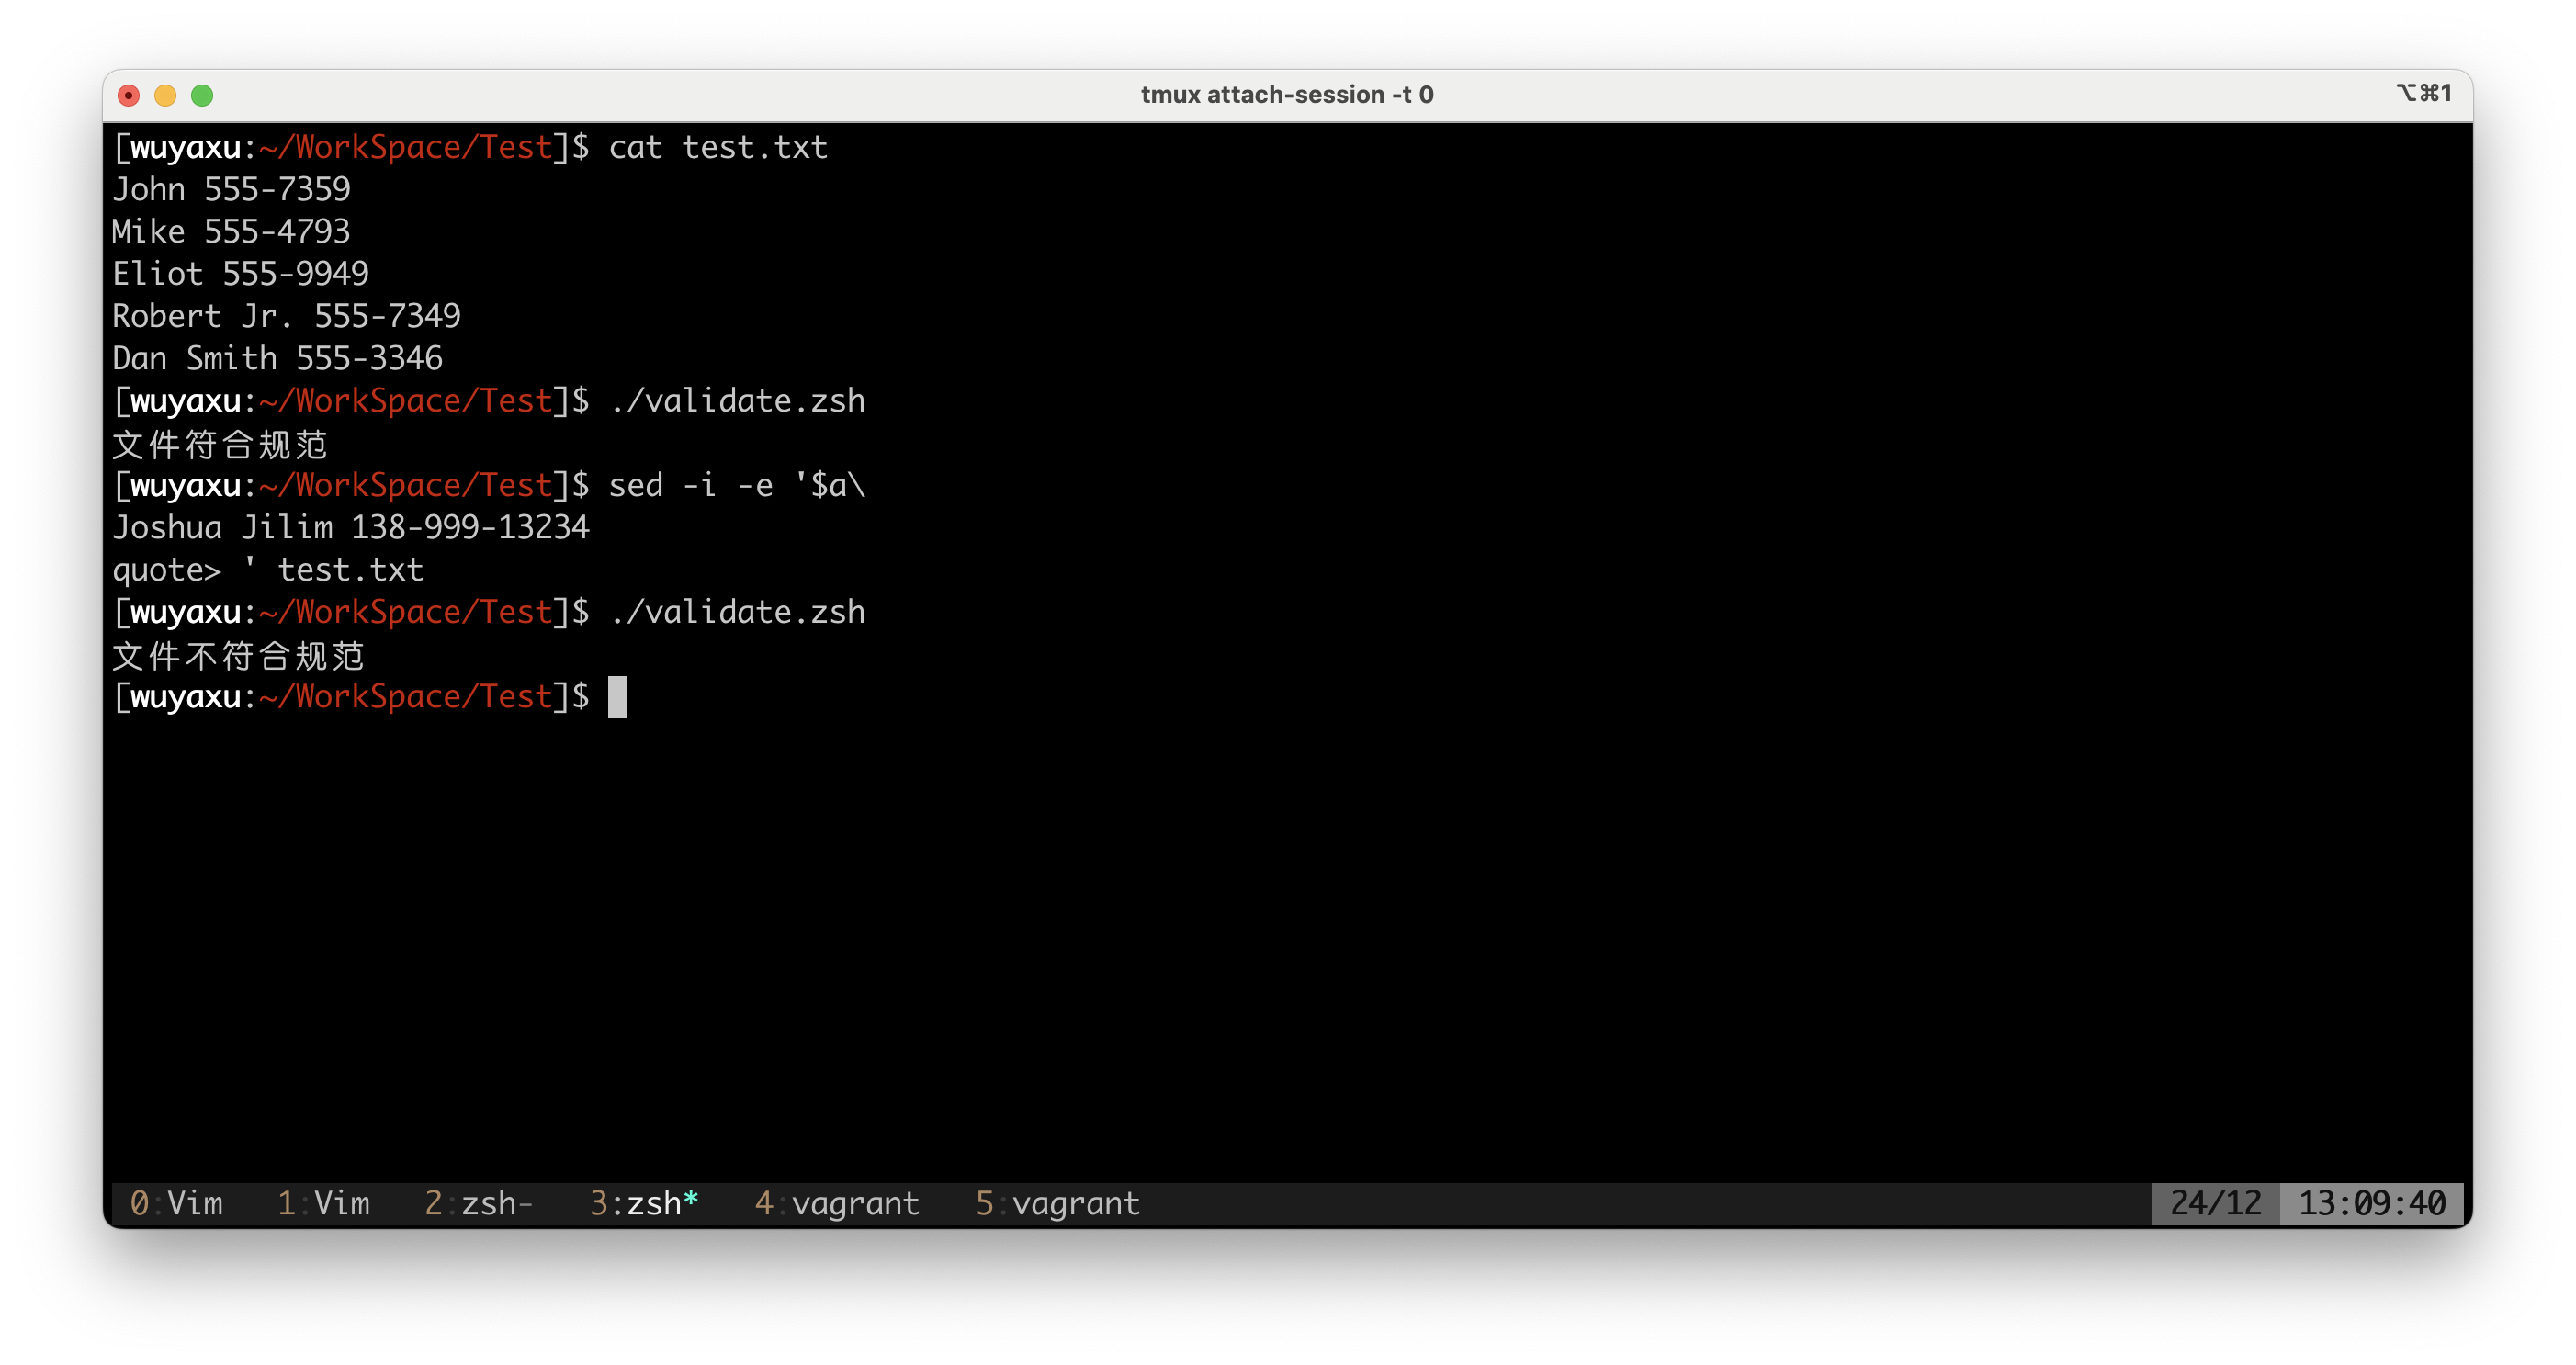 tmux attach-session -t 0
⌥⌘1
[wuyaxu:~/WorkSpace/Test]$ cat test.txt
John 555-7359
Mike 555-4793
Eliot 555-9949
Robert Jr. 555-7349
Dan Smith 555-3346
[wuyaxu:~/WorkSpace/Test]$ ./validate.zsh
文件符合规范
[wuyaxu:~/WorkSpace/Test]$ sed -i -e '$a\
Joshua Jilim 138-999-13234
quote> ' test.txt
[wuyaxu:~/WorkSpace/Test]$ ./validate.zsh
文件不符合规范
[wuyaxu:~/WorkSpace/Test]$
0:Vim 1:Vim 2:zsh- 3:zsh* 4:vagrant 5:vagrant 24/12 13:09:40